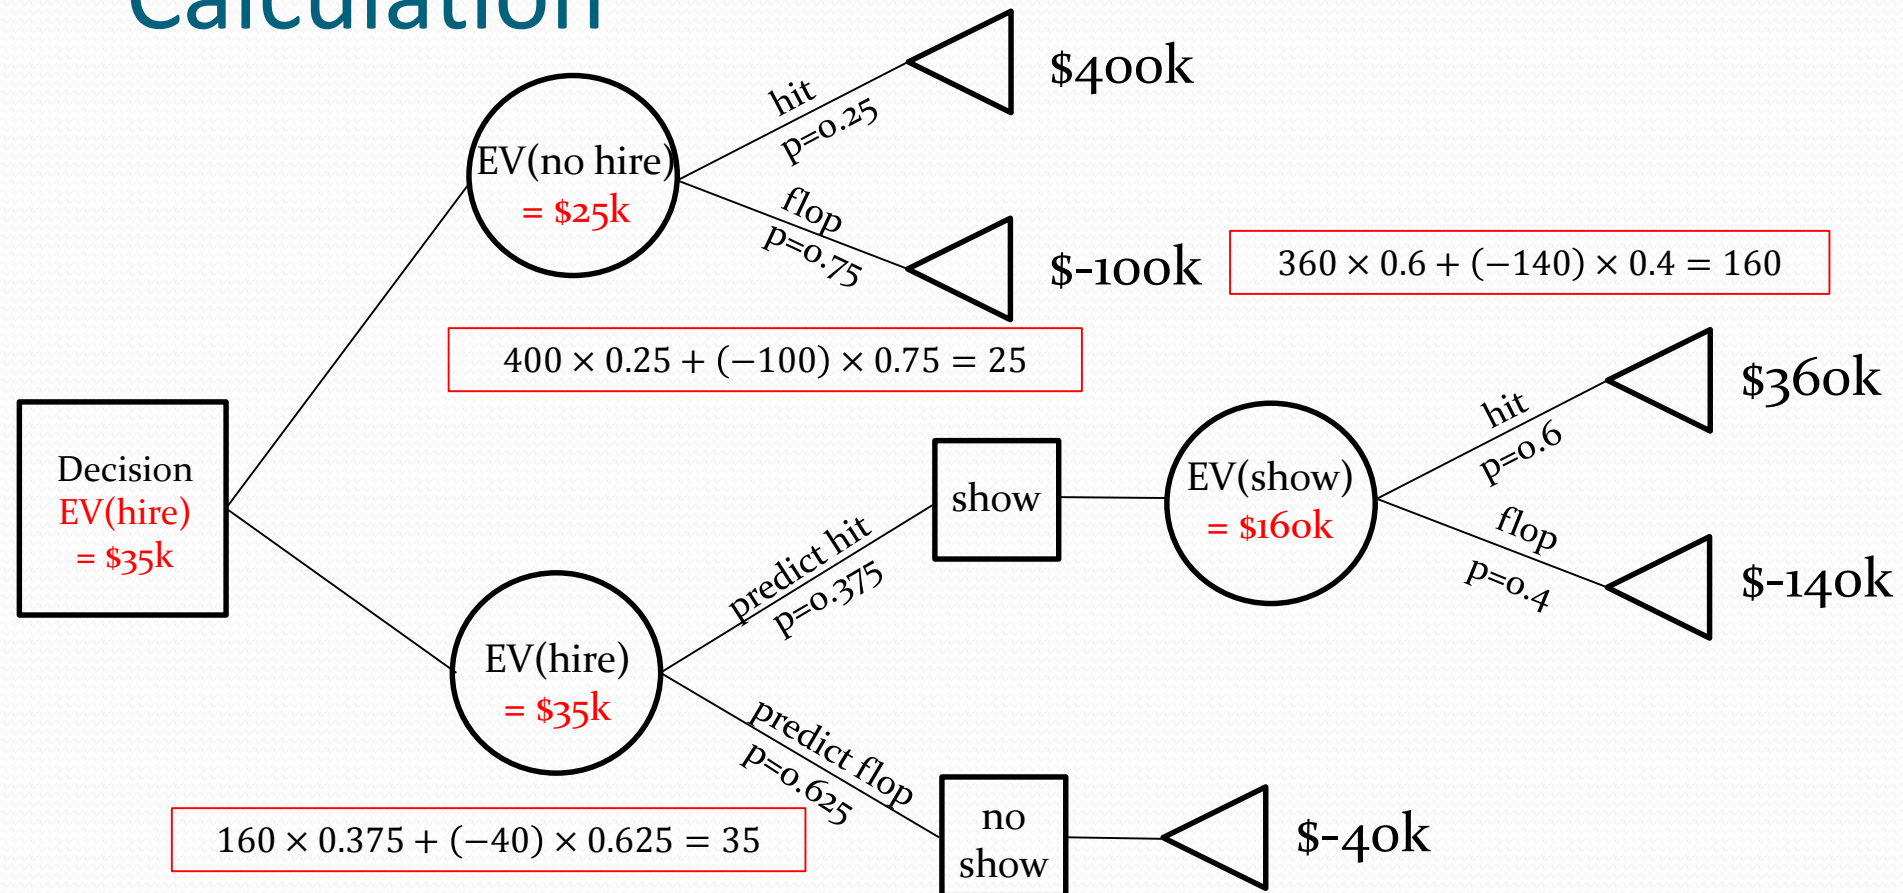 Calculation
hit
p=0.25
$400k
EV(no hire)
= $25k
flop
p=0.75
$-100k
360 × 0.6 + (−140) × 0.4 = 160
400 × 0.25 + (−100) × 0.75 = 25
Decision
EV(hire)
= $35k
predict hit
p=0.375
show
EV(show)
= $160k
hit
p=0.6
$360k
flop
p=0.4
$-140k
EV(hire)
= $35k
predict flop
p=0.625
no
show
$-40k
160 × 0.375 + (−40) × 0.625 = 35